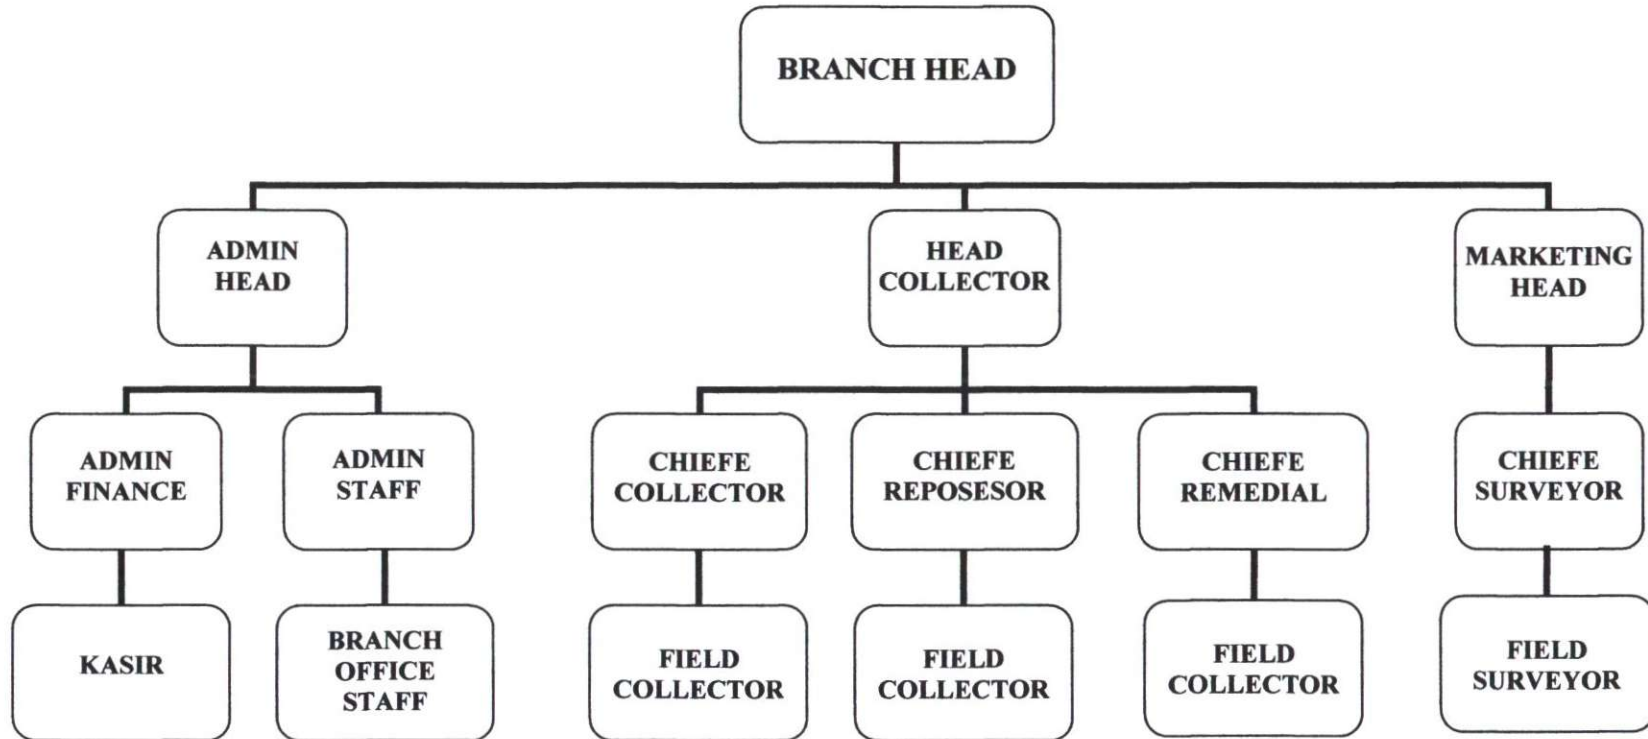 BRANCH HEAD
ADMIN
HEAD
HEAD
COLLECTOR
MARKETING
HEAD
ADMIN
FINANCE
ADMIN
STAFF
CHIEFE
COLLECTOR
CHIEFE
REPOSESOR
CHIEFE
REMEDIAL
CHIEFE
SURVEYOR
KASIR
BRANCH
OFFICE
STAFF
FIELD
COLLECTOR
FIELD
COLLECTOR
FIELD
COLLECTOR
FIELD
SURVEYOR